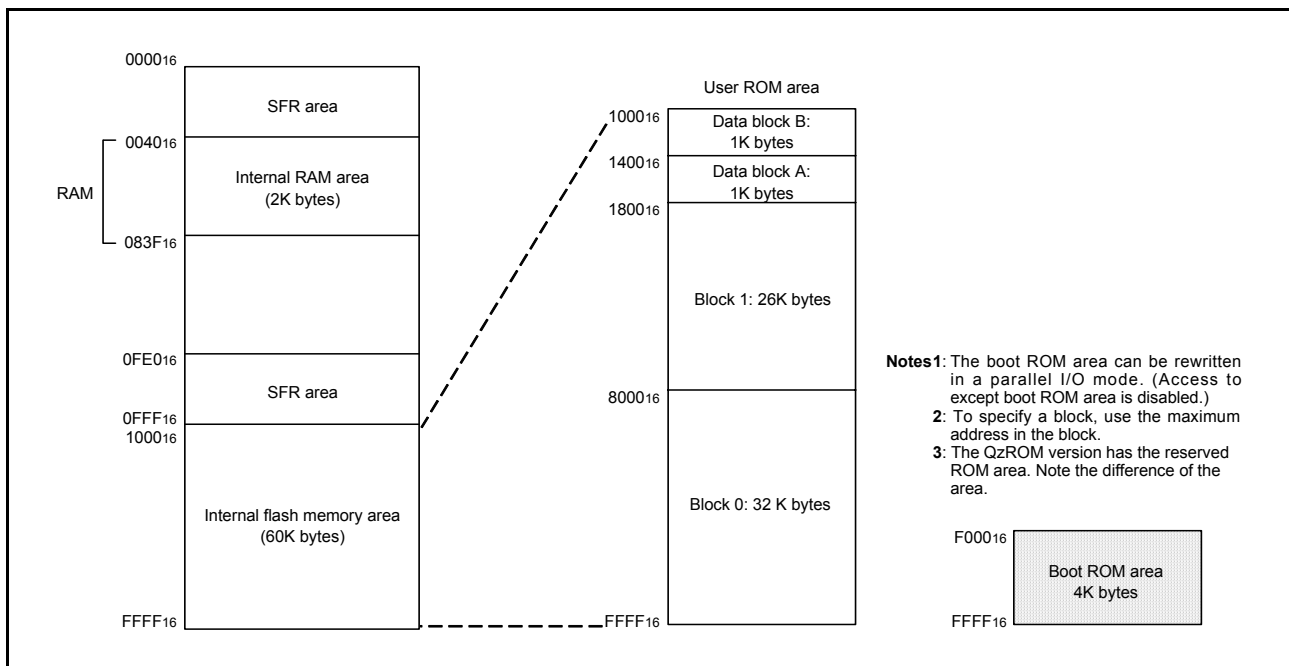 000016
SFR area
004016
RAM
Internal RAM area
(2K bytes)
083F16
0FE016
SFR area
0FFF16
100016
Internal flash memory area
(60K bytes)
FFFF16
User ROM area
100016
Data block B:
1K bytes
140016
Data block A:
1K bytes
180016
Block 1: 26K bytes
800016
Block 0: 32 K bytes
FFFF16
Notes1: The boot ROM area can be rewritten
in a parallel I/O mode. (Access to
except boot ROM area is disabled.)
2: To specify a block, use the maximum
address in the block.
3: The QzROM version has the reserved
ROM area. Note the difference of the
area.
F00016
Boot ROM area
4K bytes
FFFF16